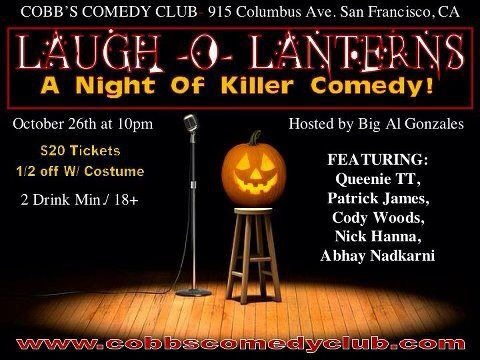 COBB'S COMEDY CLUB- 915 Columbus Ave. San Francisco, CA
LAUGH -O- LANTERNS
A Night Of Killer Comedy!
October 26th at 10pm
Hosted by Big Al Gonzales
$20 Tickets
1/2 off W/ Costume
2 Drink Min./ 18+
FEATURING:
Queenie TT,
Patrick James,
Cody Woods,
Nick Hanna,
Abhay Nadkarni
www.cobbscomedyclub.com